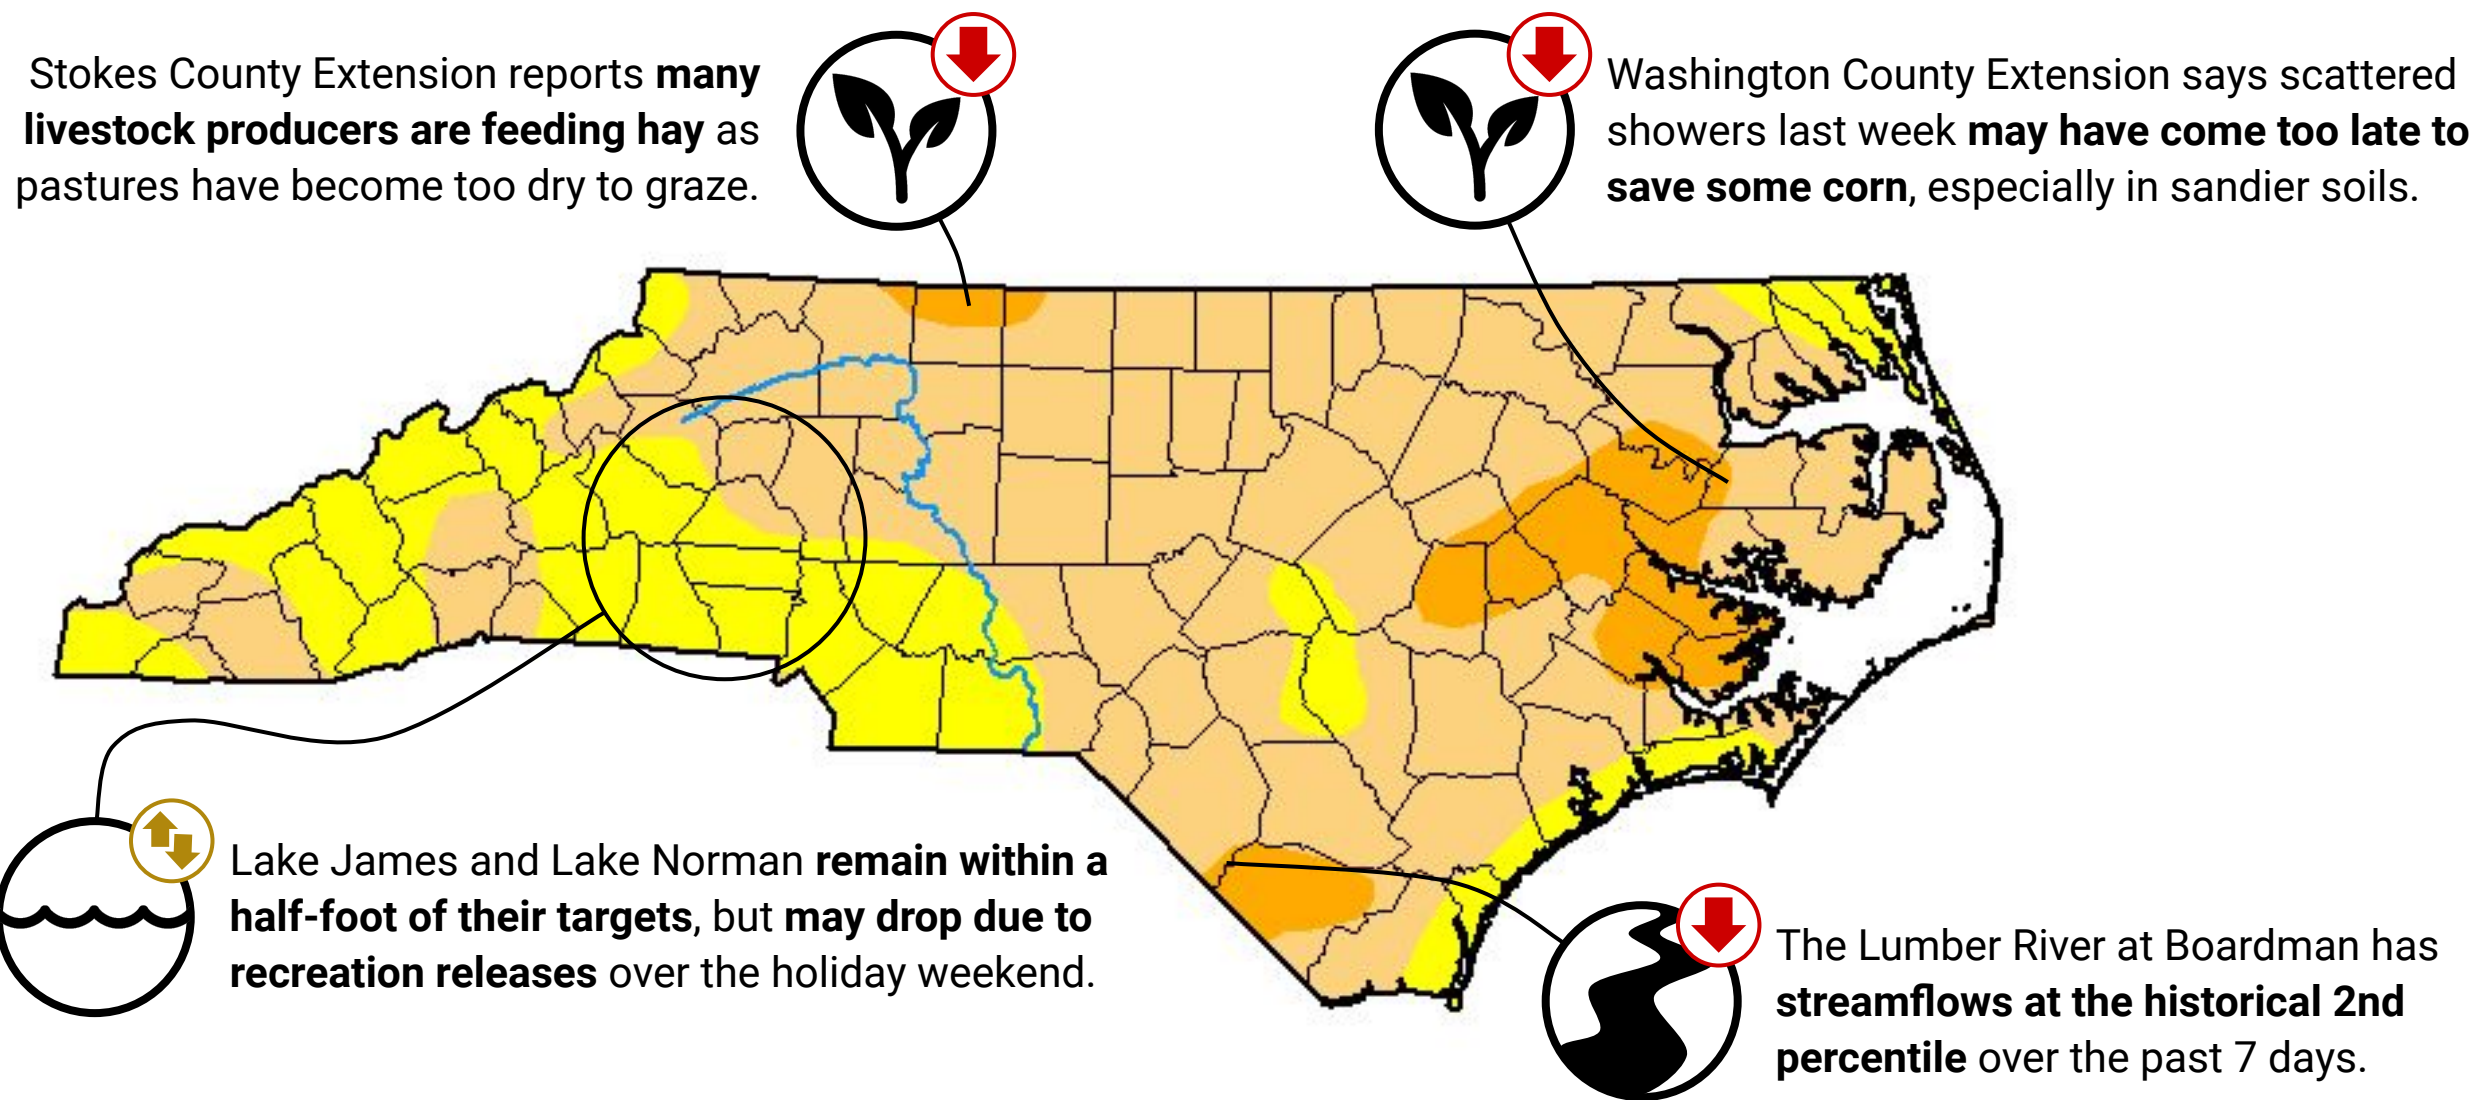 Stokes County Extension reports many
livestock producers are feeding hay as
pastures have become too dry to graze.
Washington County Extension says scattered
showers last week may have come too late to
save some corn, especially in sandier soils.
Lake James and Lake Norman remain within a
half-foot of their targets, but may drop due to
recreation releases over the holiday weekend.
The Lumber River at Boardman has
streamflows at the historical 2nd
percentile over the past 7 days.